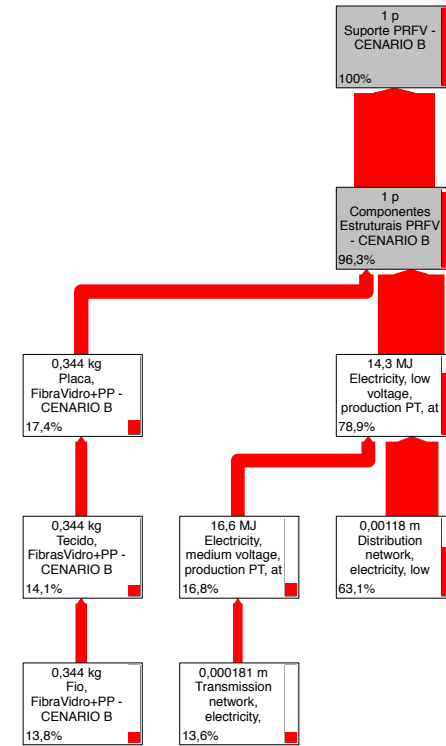 1 p
Suporte PRFV -
CENARIO B
100%
1 p
Componentes
Estruturais PRFV
- CENARIO B
96,3%
0,344 kg
Placa,
FibraVidro+PP -
CENARIO B
17,4%
14,3 MJ
Electricity, low
voltage,
production PT, at
78,9%
0,344 kg
Tecido,
FibrasVidro+PP -
CENARIO B
14,1%
16,6 MJ
Electricity,
medium voltage,
production PT, at
16,8%
0,00118 m
Distribution
network,
electricity, low
63,1%
0,344 kg
Fio,
FibraVidro+PP -
CENARIO B
13,8%
0,000181 m
Transmission
network,
electricity,
13,6%